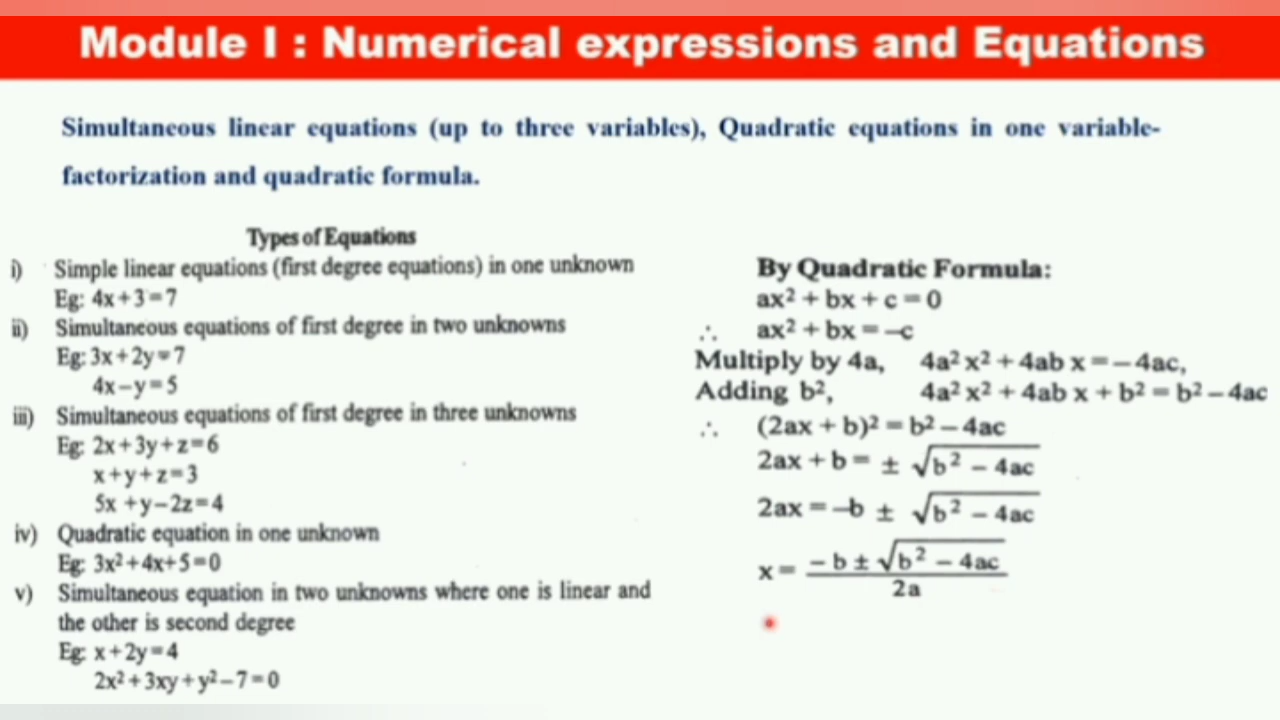 Module I : Numerical expressions and Equations
Simultaneous linear equations (up to three variables), Quadratic equations in one variable-
factorization and quadratic formula.
Types of Equations
i) Simple linear equations (first degree equations) in one unknown
Eg: 4x+3=7
ii) Simultaneous equations of first degree in two unknowns
Eg: 3x+2y=7
4x-y=5
iii) Simultaneous equations of first degree in three unknowns
Eg: 2x+3y+z=6
x+y+z=3
5x +y-2z=4
iv) Quadratic equation in one unknown
Eg: 3x²+4x+5=0
v) Simultaneous equation in two unknowns where one is linear and
the other is second degree
Eg: x+2y=4
2x²+3xy+y²-7=0
By Quadratic Formula:
ax² + bx + c = 0
∴ ax² + bx = -c
Multiply by 4a, 4a² x² + 4ab x = -4ac,
Adding b², 4a² x² + 4ab x + b² = b² - 4ac
∴ (2ax + b)² = b² - 4ac
2ax + b = ± √b² - 4ac
2ax = -b ± √b² - 4ac
x = -b ± √b² - 4ac
2a